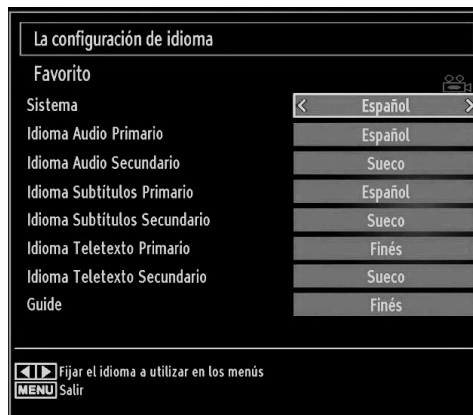 La configuración de idioma
Favorito
Sistema < Español >
Idioma Audio Primario Español
Idioma Audio Secundario Sueco
Idioma Subtítulos Primario Español
Idioma Subtítulos Secundario Sueco
Idioma Teletexto Primario Finés
Idioma Teletexto Secundario Sueco
Guide Finés
Fijar el idioma a utilizar en los menús
MENU Salir